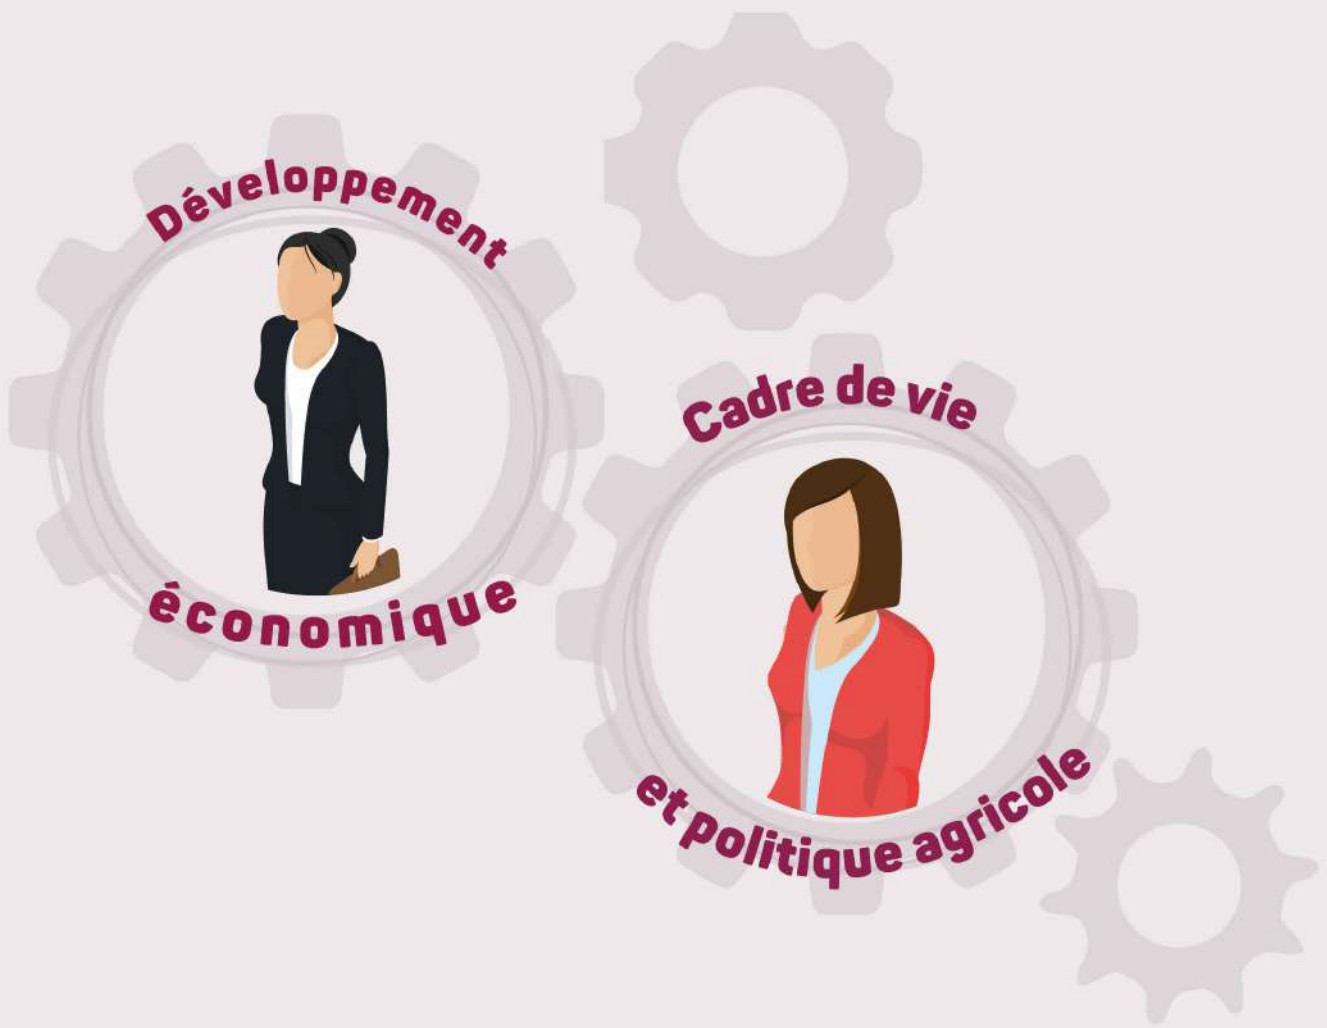 Développement
économique
Cadre de vie
et politique agricole